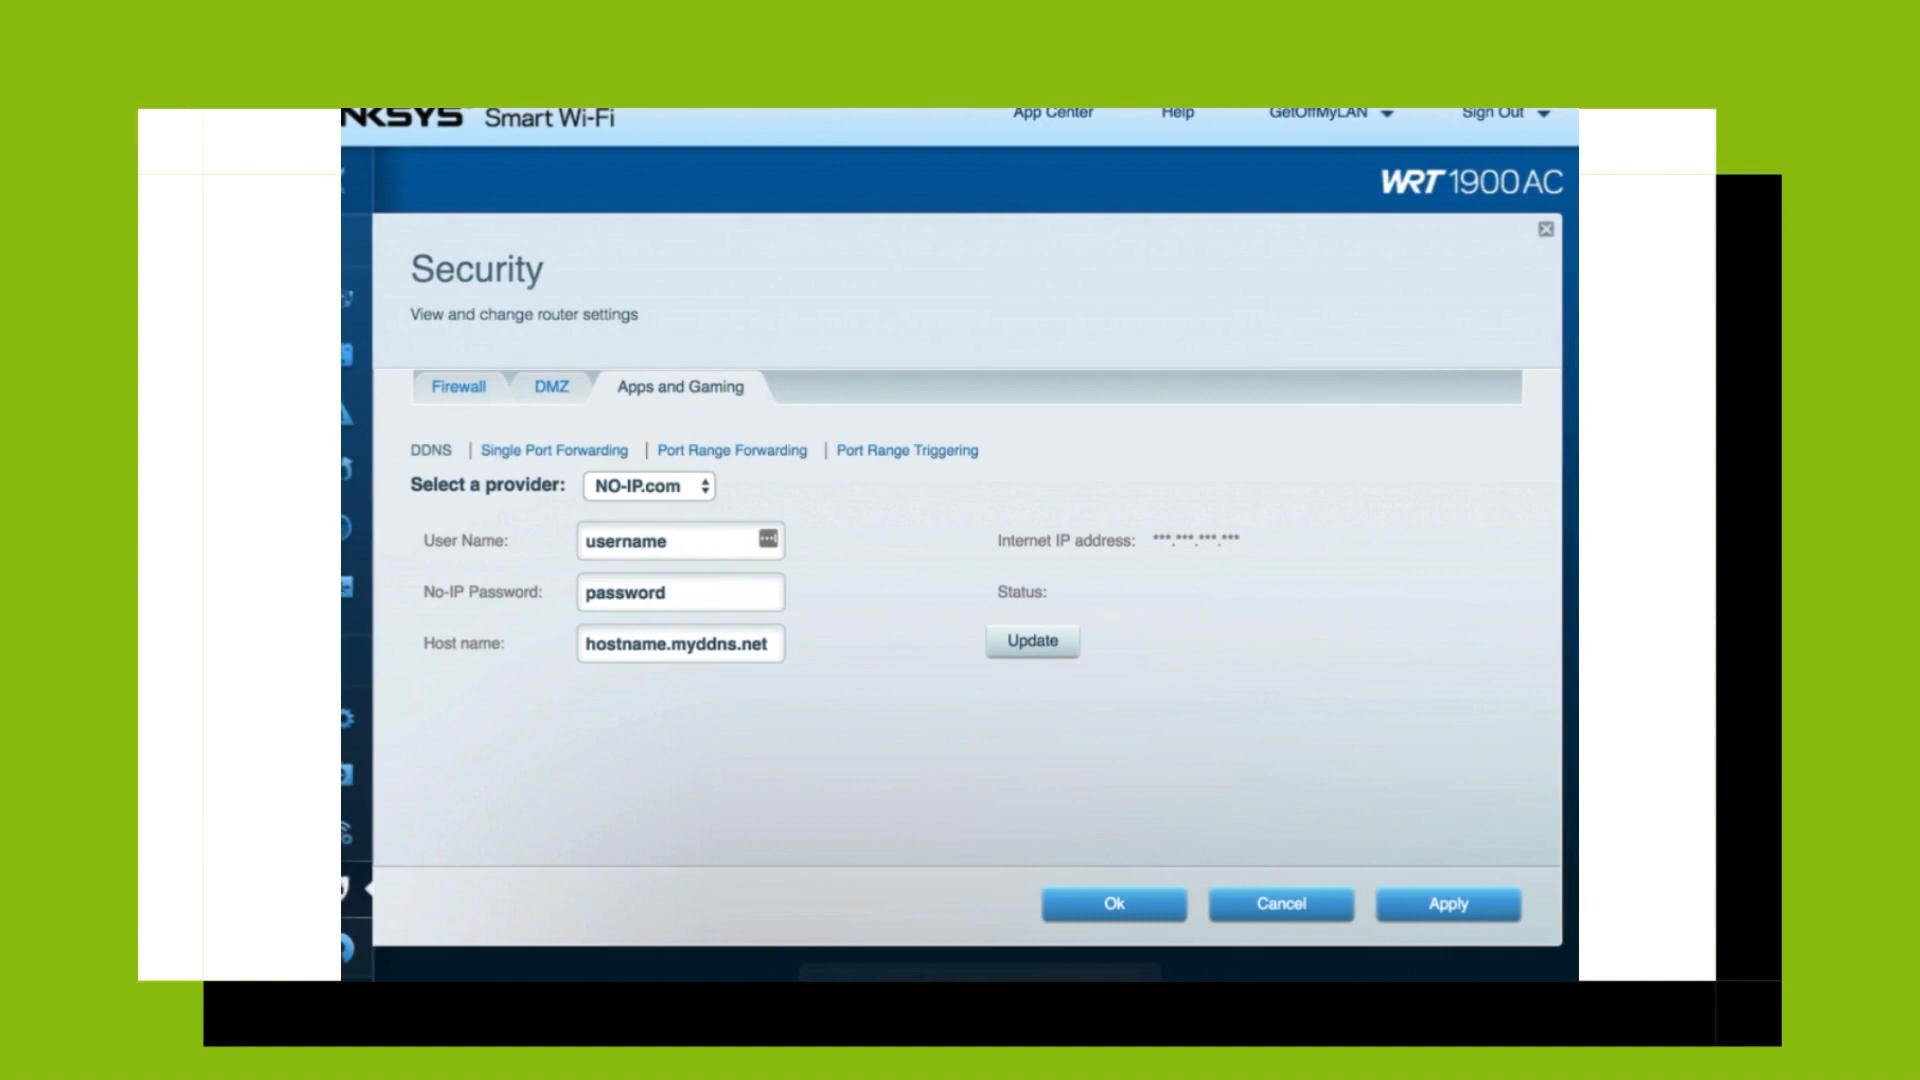 NKSYS Smart Wi-Fi App Center Help GetOffMyLAN Sign Out
WRT 1900AC
Security
View and change router settings
Firewall DMZ Apps and Gaming
DDNS | Single Port Forwarding | Port Range Forwarding | Port Range Triggering
Select a provider: NO-IP.com
User Name: username Internet IP address: ***.***.***.***
No-IP Password: password Status:
Host name: hostname.myddns.net Update
Ok Cancel Apply